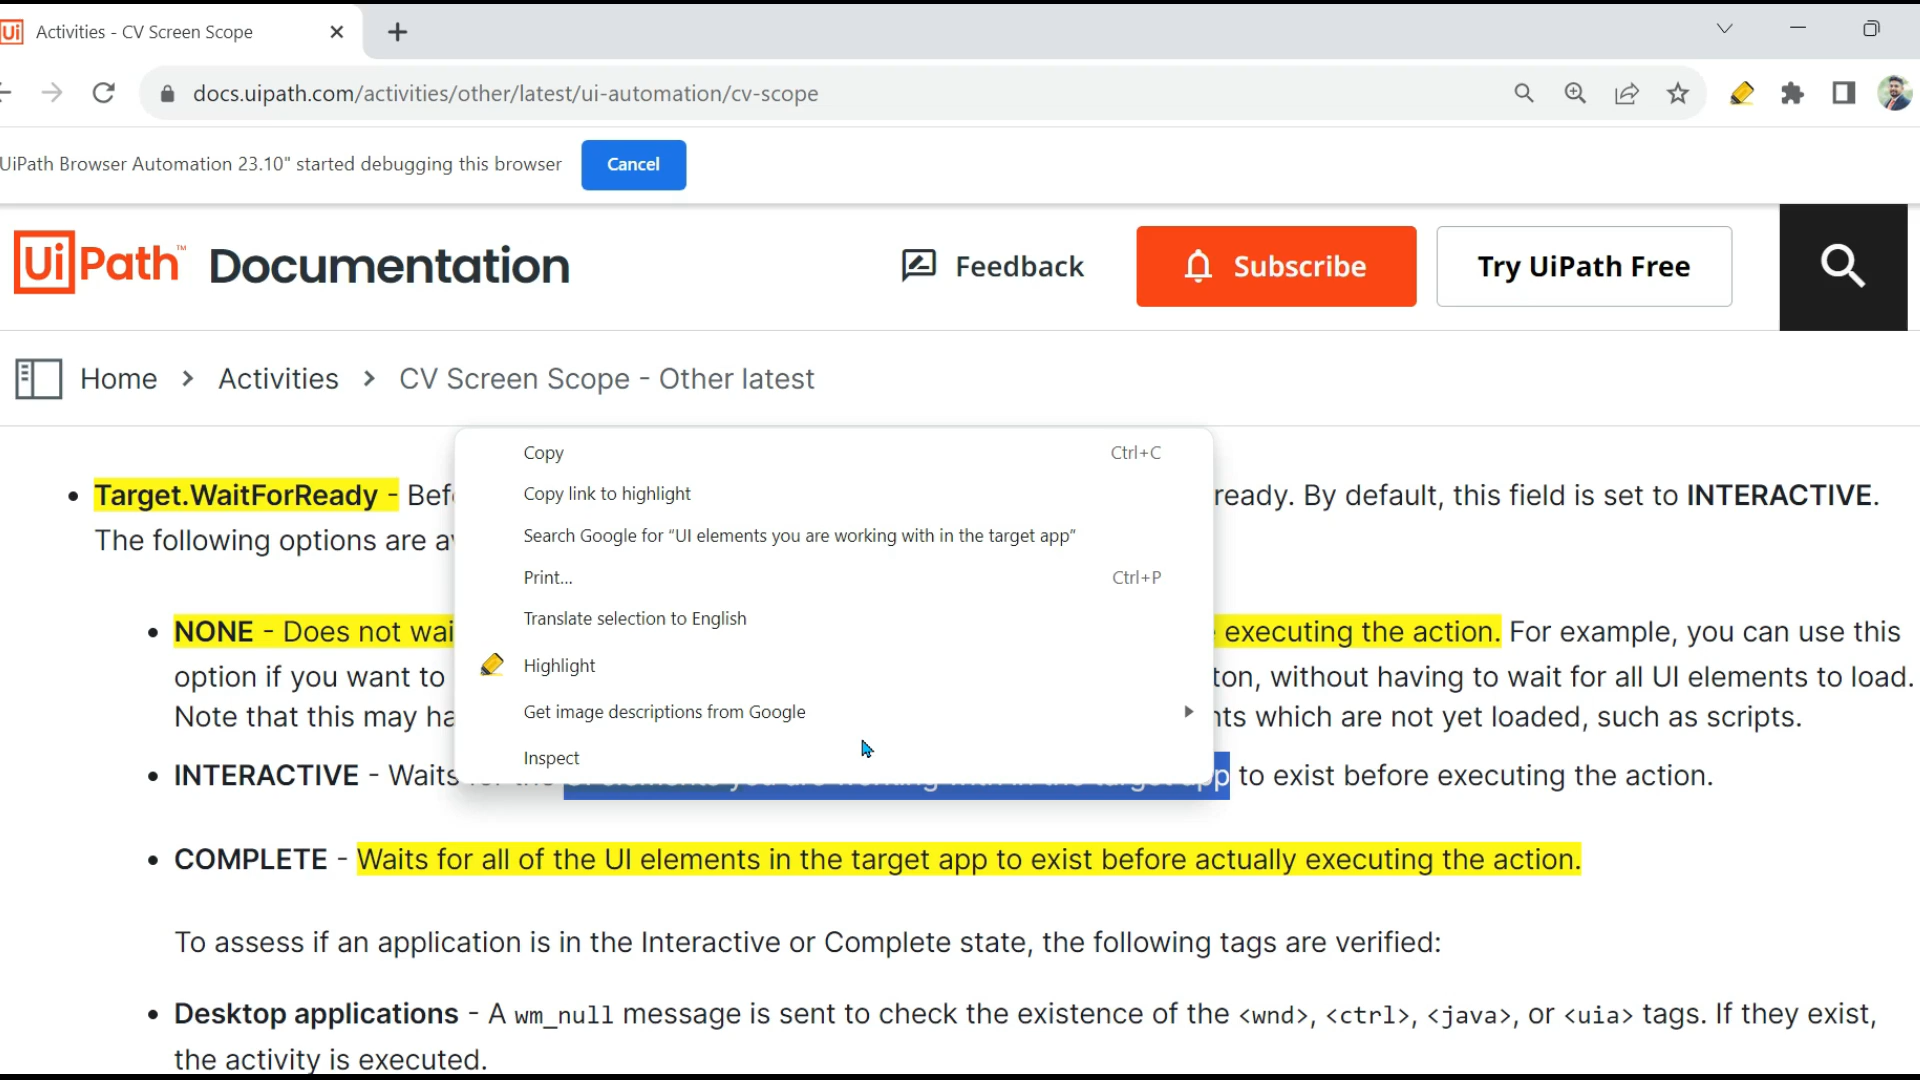 Ui Activities - CV Screen Scope
docs.uipath.com/activities/other/latest/ui-automation/cv-scope
UiPath Browser Automation 23.10" started debugging this browser Cancel
UiPath™ Documentation Feedback Subscribe Try UiPath Free
Home > Activities > CV Screen Scope - Other latest
Copy Ctrl+C
Copy link to highlight
Search Google for “UI elements you are working with in the target app”
Print... Ctrl+P
Translate selection to English
Highlight
Get image descriptions from Google
Inspect
• Target.WaitForReady - ready. By default, this field is set to INTERACTIVE.
The following options are
• NONE - Does not executing the action. For example, you can use this
option if you want to without having to wait for all UI elements to load.
Note that this may which are not yet loaded, such as scripts.
• INTERACTIVE - Waits to exist before executing the action.
• COMPLETE - Waits for all of the UI elements in the target app to exist before actually executing the action.
To assess if an application is in the Interactive or Complete state, the following tags are verified:
• Desktop applications - A wm_null message is sent to check the existence of the <wnd>, <ctrl>, <java>, or <uia> tags. If they exist,
the activity is executed.